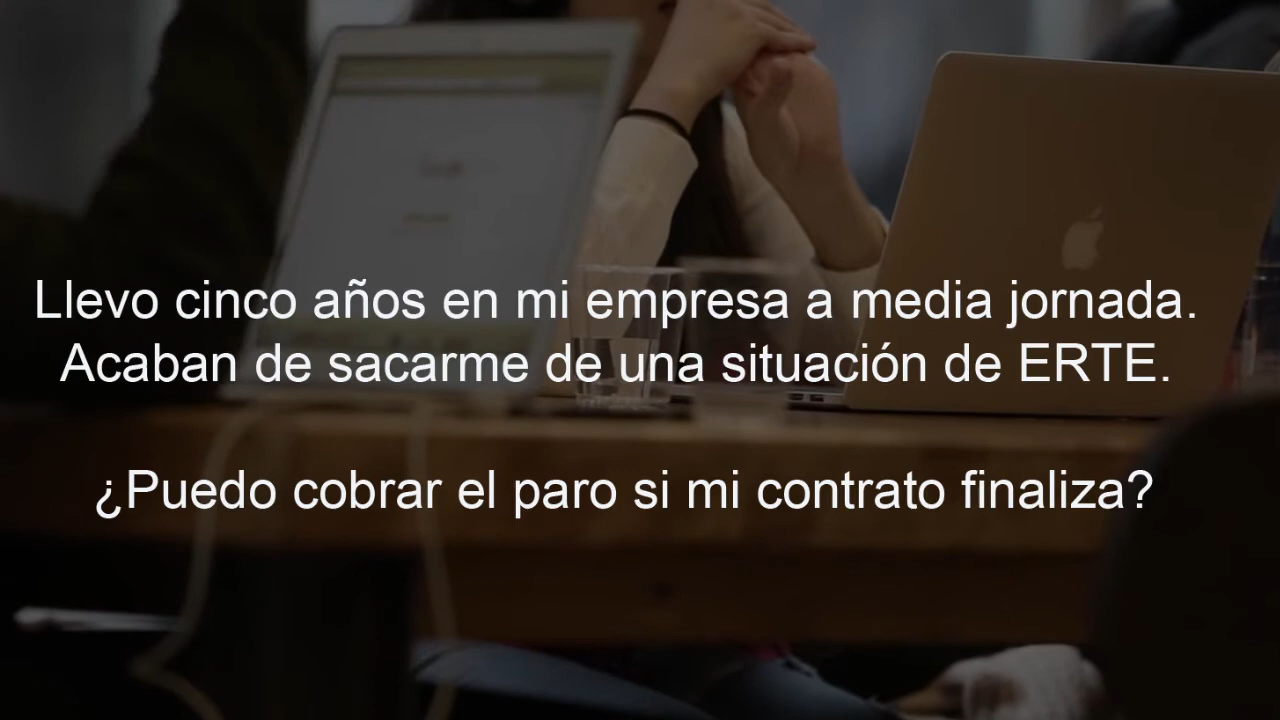 Llevo cinco años en mi empresa a media jornada.
Acaban de sacarme de una situación de ERTE.
¿Puedo cobrar el paro si mi contrato finaliza?